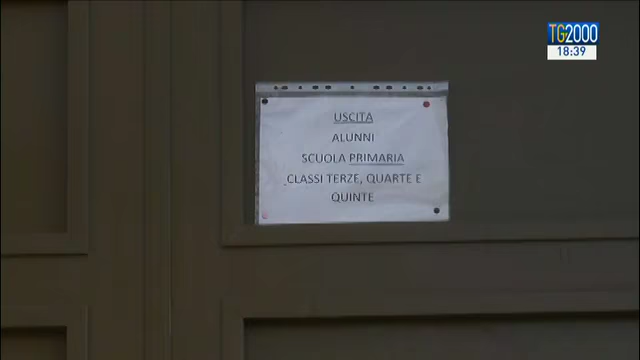 TG2000
18:39
USCITA
ALUNNI
SCUOLA PRIMARIA
CLASSI TERZE, QUARTE E
QUINTE